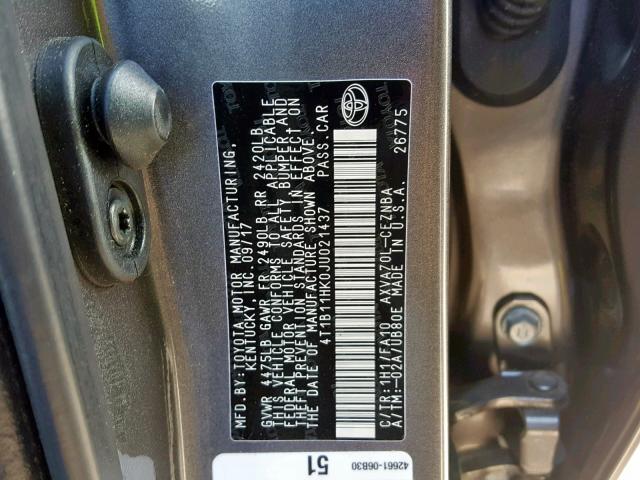 MFD.BY:TOYOTA MOTOR MANUFACTURING,
KENTUCKY, INC. 09/17
GVWR 4475LB GAWR FR 2490LB RR 2420LB
THIS VEHICLE CONFORMS TO ALL APPLICABLE
FEDERAL MOTOR VEHICLE SAFETY, BUMPER AND
THEFT PREVENTION STANDARDS IN EFFECT ON
THE DATE OF MANUFACTURE SHOWN ABOVE.
4T1B11HK0JU021437 PASS.CAR
C/TR:1H1/FA10 AXVA70L-CEZNBA
A/TM:-02A/UB80E MADE IN U.S.A.
26775
51
42661-06B30